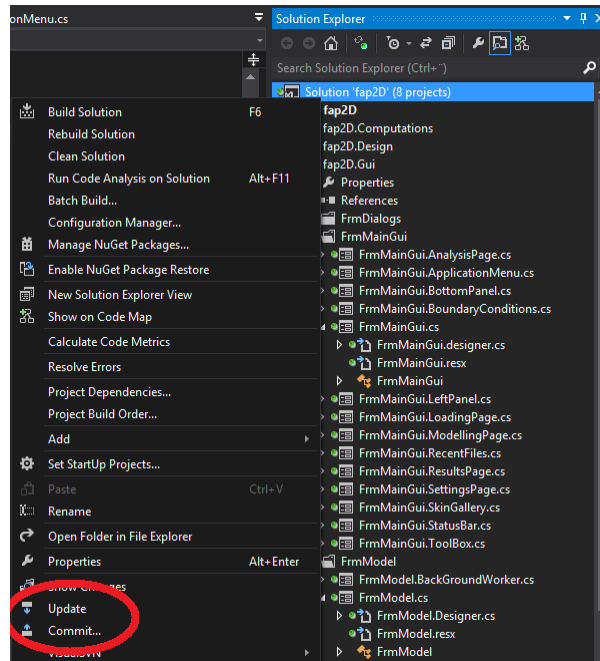 onMenu.cs
Solution Explorer
Search Solution Explorer (Ctrl+¨)
Solution 'fap2D' (8 projects)
fap2D
fap2D.Computations
fap2D.Design
fap2D.Gui
Properties
References
FrmDialogs
FrmMainGui
FrmMainGui.AnalysisPage.cs
FrmMainGui.ApplicationMenu.cs
FrmMainGui.BottomPanel.cs
FrmMainGui.BoundaryConditions.cs
FrmMainGui.cs
FrmMainGui.designer.cs
FrmMainGui.resx
FrmMainGui
FrmMainGui.LeftPanel.cs
FrmMainGui.LoadingPage.cs
FrmMainGui.ModellingPage.cs
FrmMainGui.RecentFiles.cs
FrmMainGui.ResultsPage.cs
FrmMainGui.SettingsPage.cs
FrmMainGui.SkinGallery.cs
FrmMainGui.StatusBar.cs
FrmMainGui.ToolBox.cs
FrmModel
FrmModel.BackGroundWorker.cs
FrmModel.cs
FrmModel.Designer.cs
FrmModel.resx
FrmModel
Build Solution F6
Rebuild Solution
Clean Solution
Run Code Analysis on Solution Alt+F11
Batch Build...
Configuration Manager...
Manage NuGet Packages...
Enable NuGet Package Restore
New Solution Explorer View
Show on Code Map
Calculate Code Metrics
Resolve Errors
Project Dependencies...
Project Build Order...
Add
Set StartUp Projects...
Paste Ctrl+V
Rename
Open Folder in File Explorer
Properties Alt+Enter
Show Changes
Update
Commit...
VisualSVN